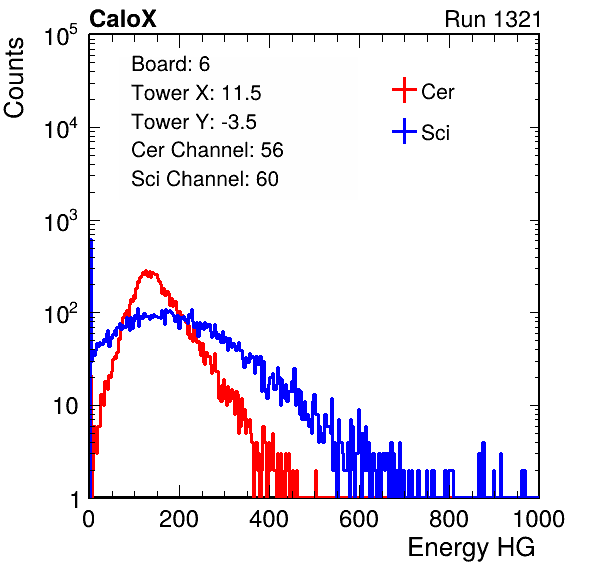 CaloX Run 1321
Counts
10^5
10^4
10^3
10^2
10
1
Board: 6
Tower X: 11.5
Tower Y: -3.5
Cer Channel: 56
Sci Channel: 60
Cer
Sci
0 200 400 600 800 1000
Energy HG